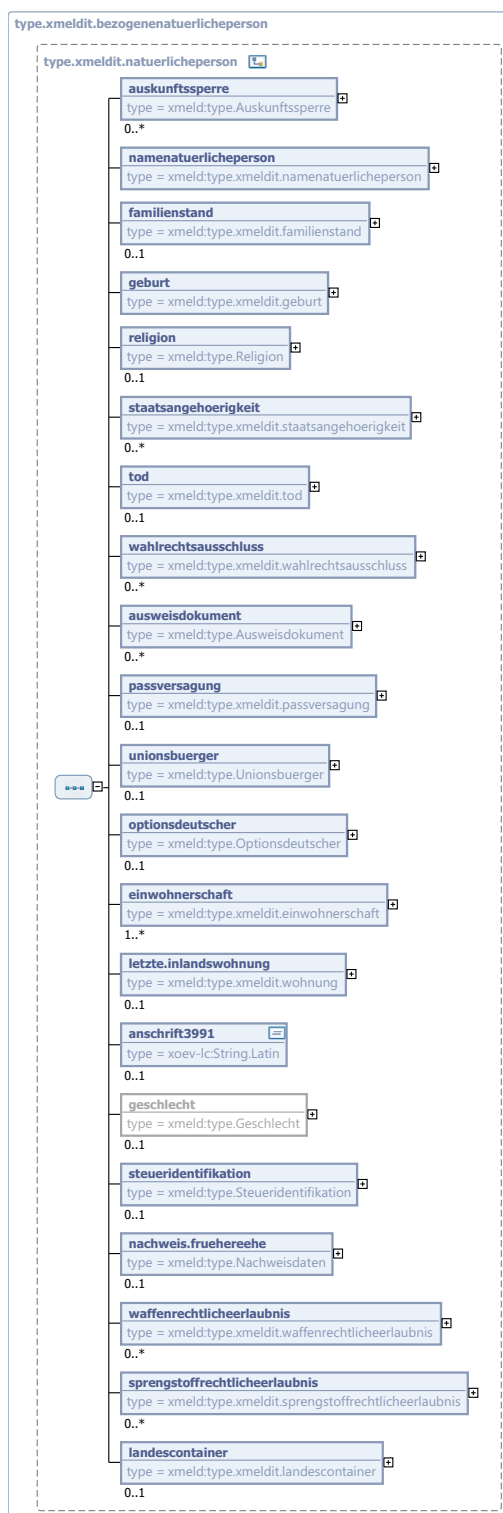 type.xmeldit.bezogenenatuerlicheperson
type.xmeldit.natuerlicheperson
auskunftssperre
type = xmeld:type.Auskunftssperre
0..*
namenatuerlicheperson
type = xmeld:type.xmeldit.namenatuerlicheperson
familienstand
type = xmeld:type.xmeldit.familienstand
0..1
geburt
type = xmeld:type.xmeldit.geburt
religion
type = xmeld:type.Religion
0..1
staatsangehoerigkeit
type = xmeld:type.xmeldit.staatsangehoerigkeit
0..*
tod
type = xmeld:type.xmeldit.tod
0..1
wahlrechtsausschluss
type = xmeld:type.xmeldit.wahlrechtsausschluss
0..*
ausweisdokument
type = xmeld:type.Ausweisdokument
0..*
passversagung
type = xmeld:type.xmeldit.passversagung
0..1
unionsbuerger
type = xmeld:type.Unionsbuerger
0..1
optionsdeutscher
type = xmeld:type.Optionsdeutscher
0..1
einwohnerschaft
type = xmeld:type.xmeldit.einwohnerschaft
1..*
letzte.inlandswohnung
type = xmeld:type.xmeldit.wohnung
0..1
anschrift3991
type = xoev-lc:String.Latin
0..1
geschlecht
type = xmeld:type.Geschlecht
0..1
steueridentifikation
type = xmeld:type.Steueridentifikation
0..1
nachweis.fruehereehe
type = xmeld:type.Nachweisdaten
0..1
waffenrechtlicheerlaubnis
type = xmeld:type.xmeldit.waffenrechtlicheerlaubnis
0..*
sprengstoffrechtlicheerlaubnis
type = xmeld:type.xmeldit.sprengstoffrechtlicheerlaubnis
0..*
landescontainer
type = xmeld:type.xmeldit.landescontainer
0..1